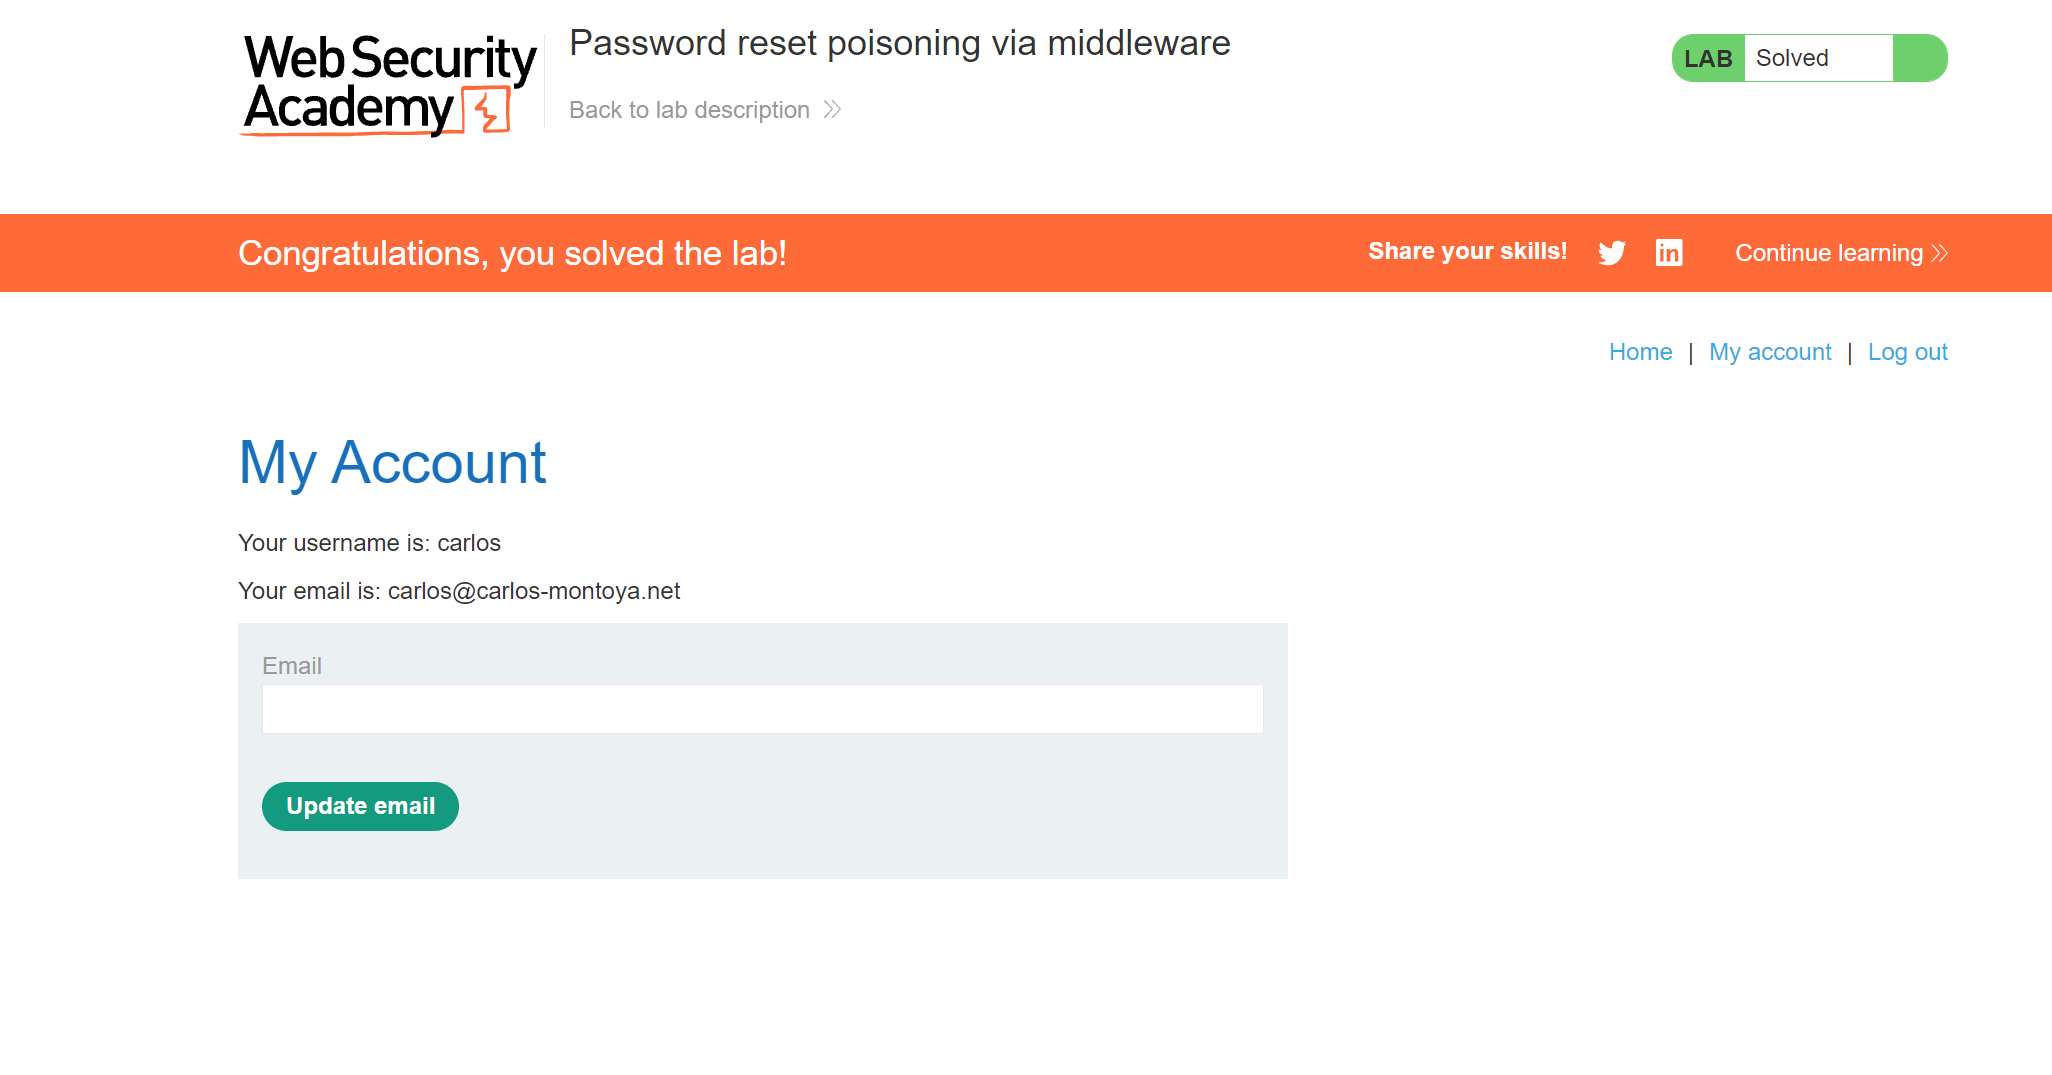 Web Security
Academy
Password reset poisoning via middleware
Back to lab description
LAB Solved
Congratulations, you solved the lab!
Share your skills!
in
Continue learning
Home | My account | Log out
My Account
Your username is: carlos
Your email is: carlos@carlos-montoya.net
Email
Update email